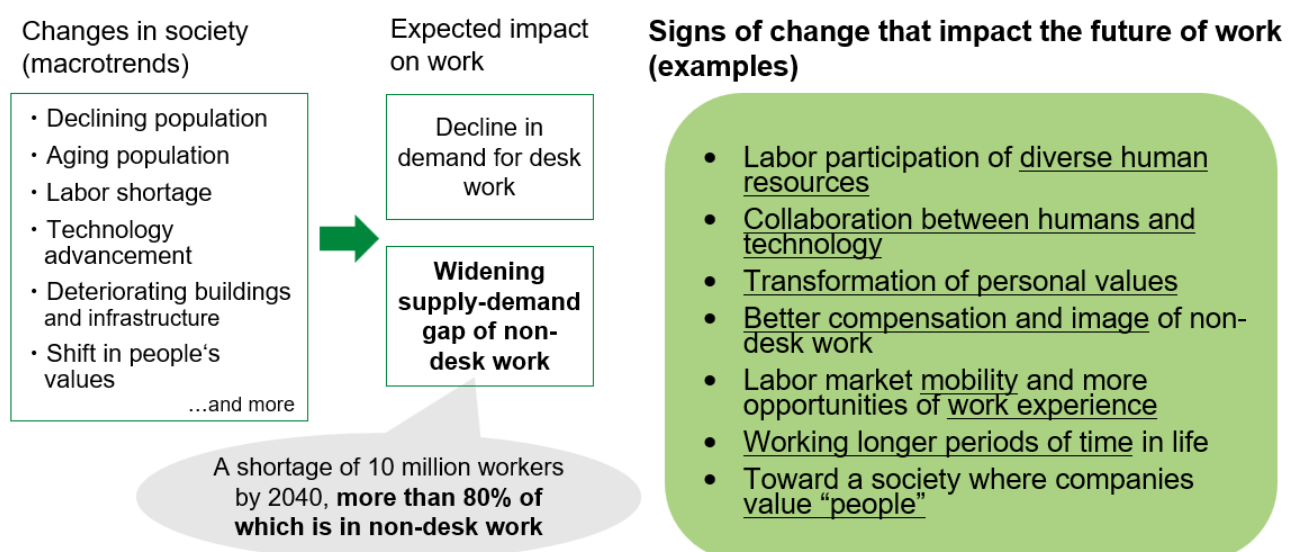 Changes in society
(macrotrends)
・Declining population
・Aging population
・Labor shortage
・Technology
advancement
・Deteriorating buildings
and infrastructure
・Shift in people‘s
values
…and more
Expected impact
on work
Decline in
demand for desk
work
Widening
supply-demand
gap of non-
desk work
A shortage of 10 million workers
by 2040, more than 80% of
which is in non-desk work
Signs of change that impact the future of work
(examples)
• Labor participation of diverse human
resources
• Collaboration between humans and
technology
• Transformation of personal values
• Better compensation and image of non-
desk work
• Labor market mobility and more
opportunities of work experience
• Working longer periods of time in life
• Toward a society where companies
value “people”